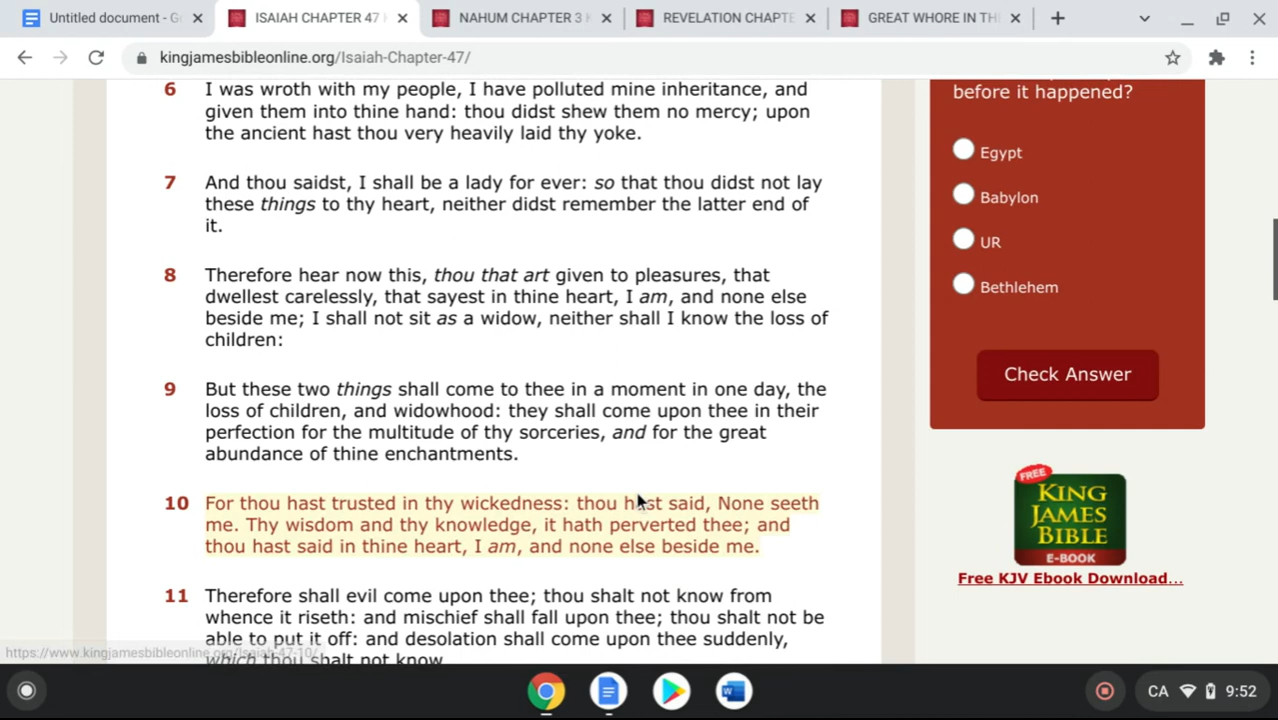 Untitled document - G
ISAIAH CHAPTER 47
NAHUM CHAPTER 3
REVELATION CHAPTE
GREAT WHORE IN TH
kingjamesbibleonline.org/Isaiah-Chapter-47/
6 I was wroth with my people, I have polluted mine inheritance, and
given them into thine hand: thou didst shew them no mercy; upon
the ancient hast thou very heavily laid thy yoke.
7 And thou saidst, I shall be a lady for ever: so that thou didst not lay
these things to thy heart, neither didst remember the latter end of
it.
8 Therefore hear now this, thou that art given to pleasures, that
dwellest carelessly, that sayest in thine heart, I am, and none else
beside me; I shall not sit as a widow, neither shall I know the loss of
children:
9 But these two things shall come to thee in a moment in one day, the
loss of children, and widowhood: they shall come upon thee in their
perfection for the multitude of thy sorceries, and for the great
abundance of thine enchantments.
10 For thou hast trusted in thy wickedness: thou hast said, None seeth
me. Thy wisdom and thy knowledge, it hath perverted thee; and
thou hast said in thine heart, I am, and none else beside me.
11 Therefore shall evil come upon thee; thou shalt not know from
whence it riseth: and mischief shall fall upon thee; thou shalt not be
able to put it off: and desolation shall come upon thee suddenly,
which thou shalt not know
https://www.kingjamesbibleonline.org/Isaiah-47-10/
before it happened?
Egypt
Babylon
UR
Bethlehem
Check Answer
FREE
KING
JAMES
BIBLE
E-BOOK
Free KJV Ebook Download...
CA 9:52